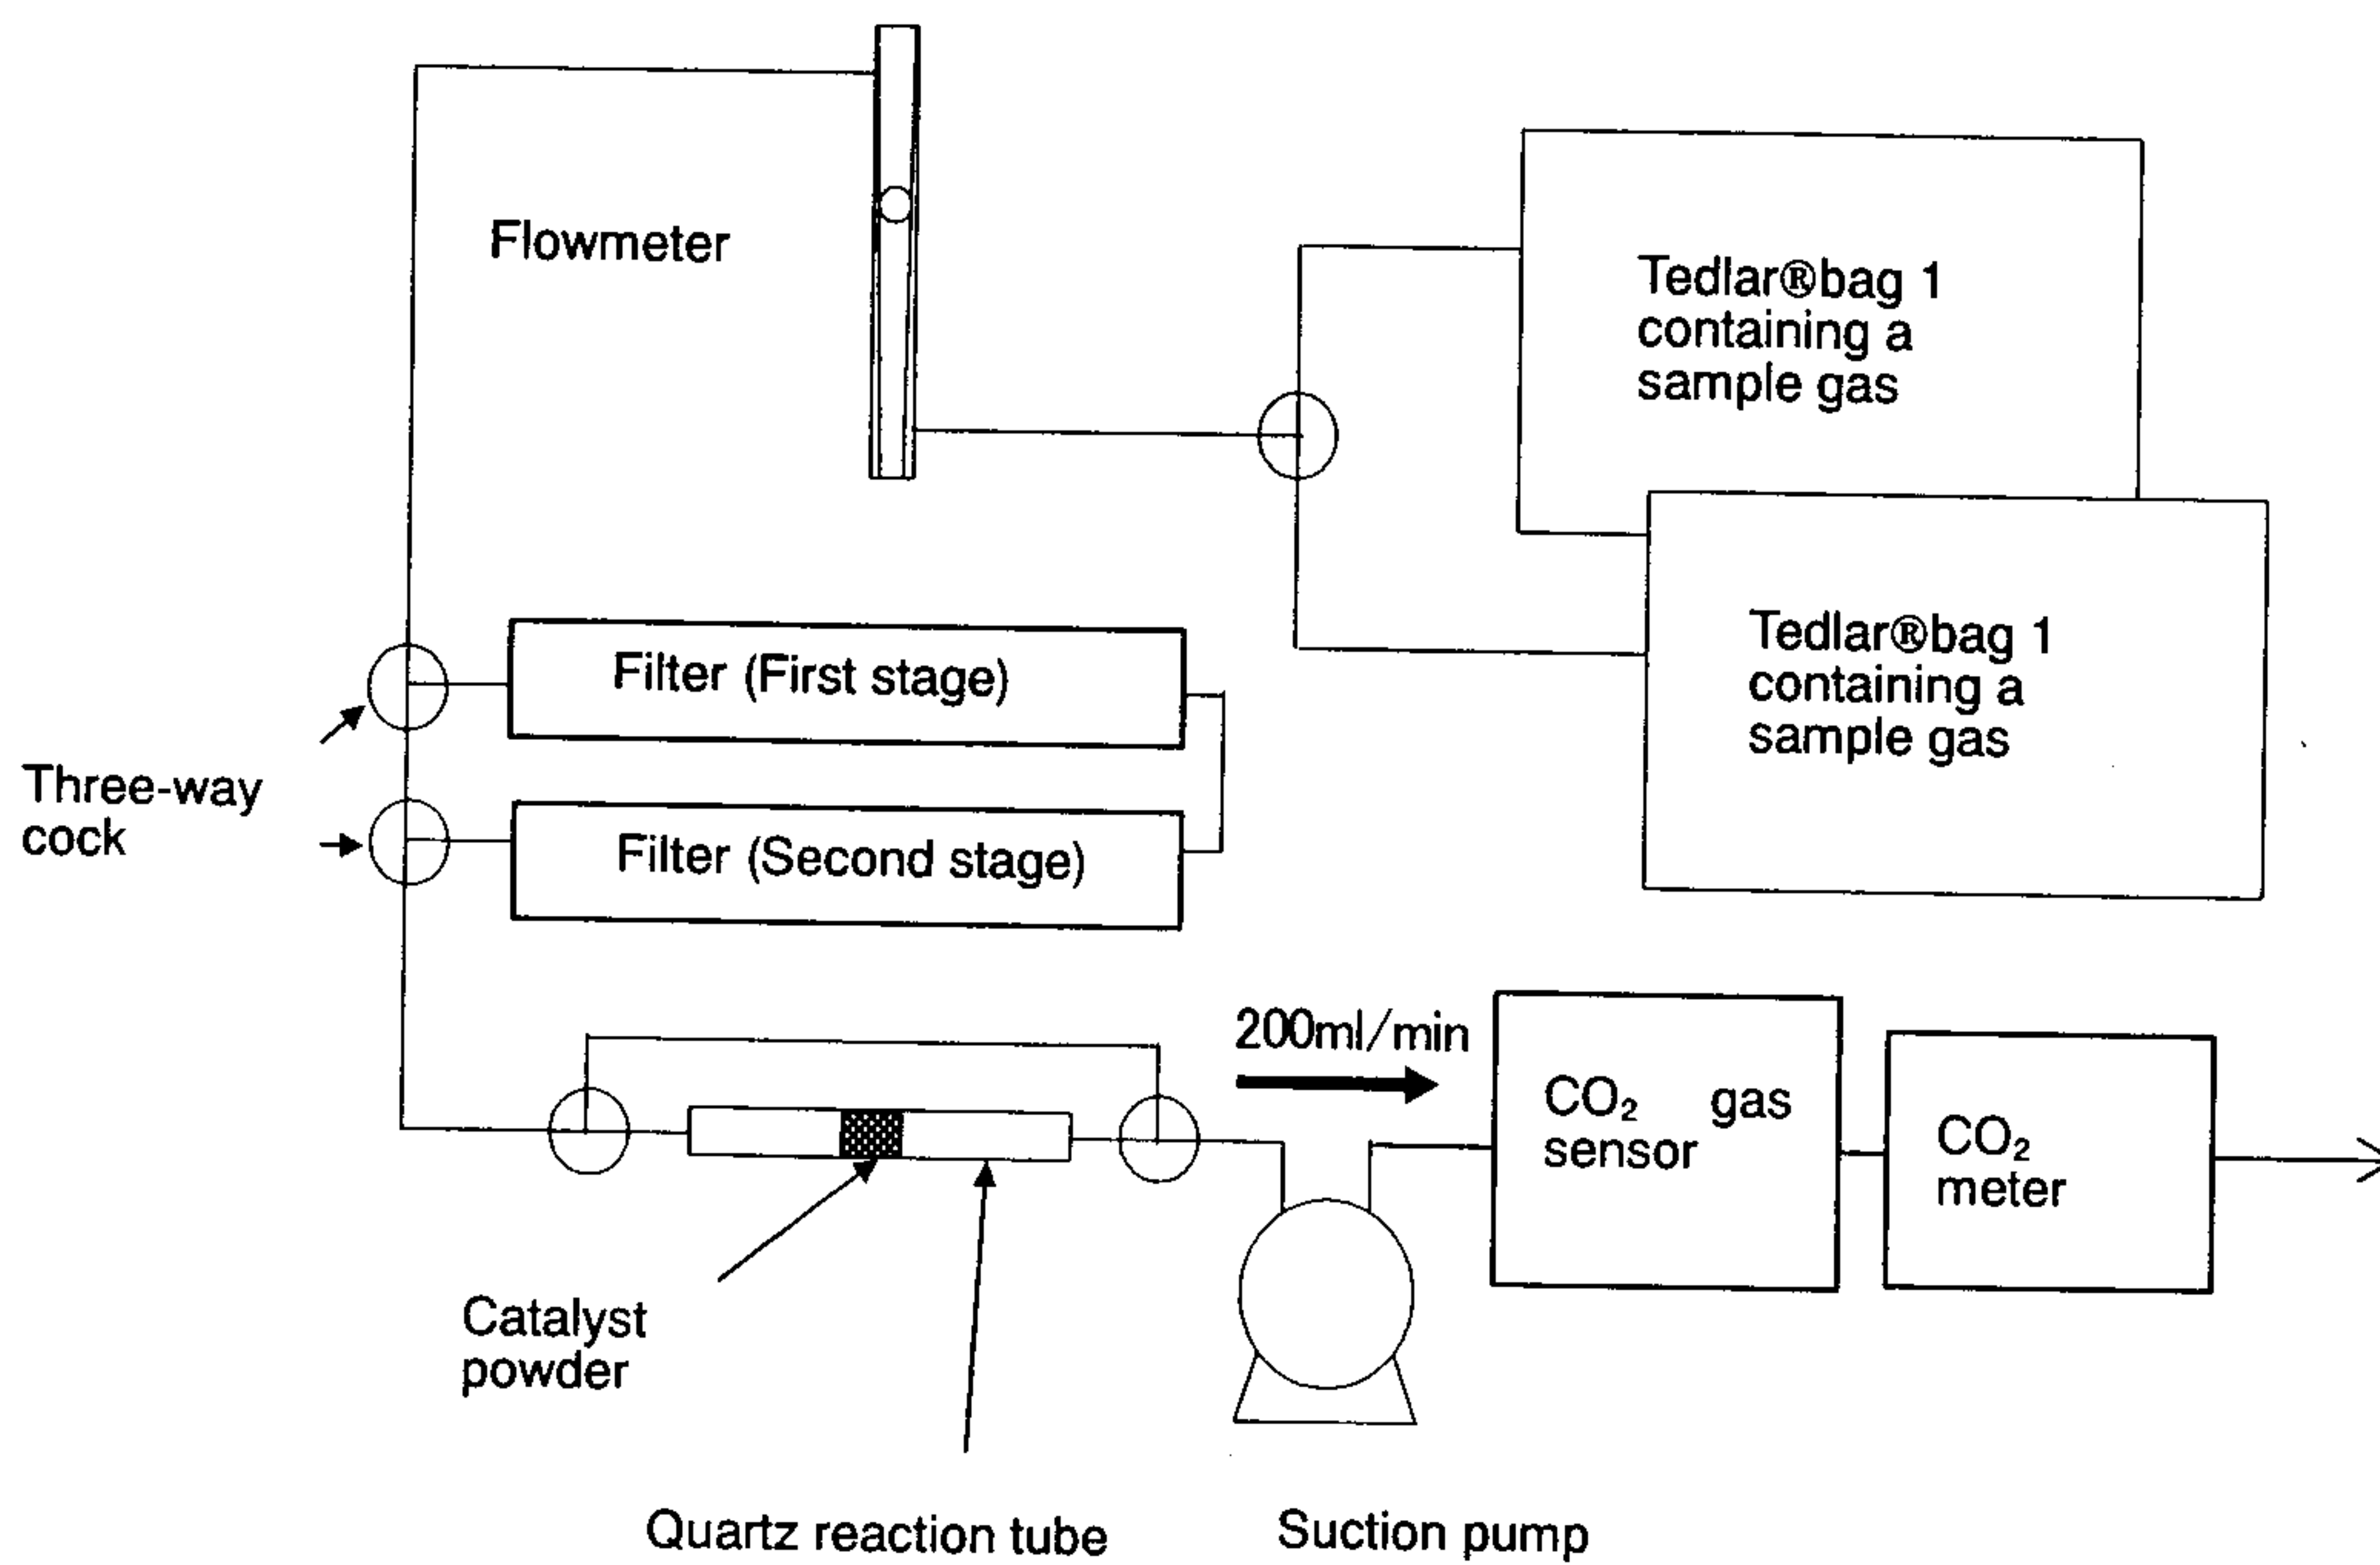 Flowmeter
Tedlar®bag 1
containing a
sample gas
Tedlar®bag 1
containing a
sample gas
Filter (First stage)
Three-way
cock
Filter (Second stage)
200ml/min
CO₂ gas
sensor
CO₂
meter
Catalyst
powder
Quartz reaction tube
Suction pump